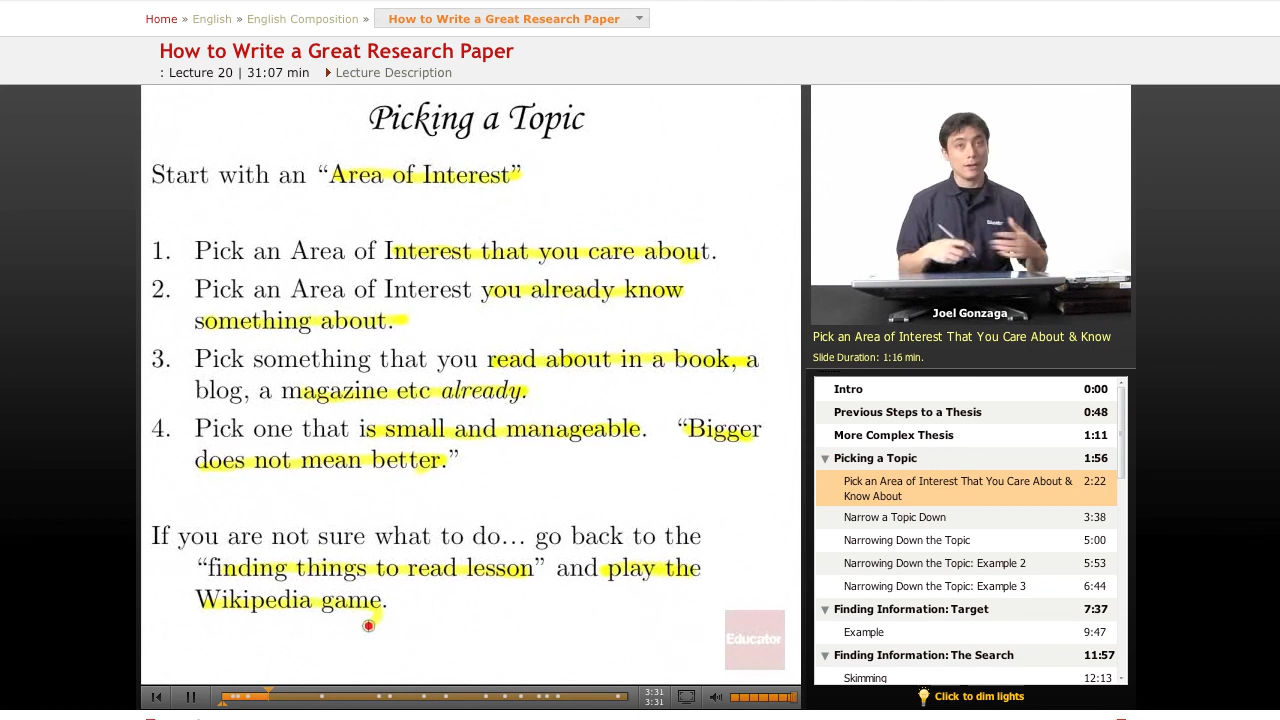 Home » English » English Composition » How to Write a Great Research Paper
How to Write a Great Research Paper
: Lecture 20 | 31:07 min Lecture Description
Picking a Topic
Start with an “Area of Interest”
1. Pick an Area of Interest that you care about.
2. Pick an Area of Interest you already know
something about.
3. Pick something that you read about in a book, a
blog, a magazine etc already.
4. Pick one that is small and manageable. “Bigger
does not mean better.”
If you are not sure what to do... go back to the
“finding things to read lesson” and play the
Wikipedia game.
Educator
3:31
3:31
Joel Gonzaga
Pick an Area of Interest That You Care About & Know
Slide Duration: 1:16 min.
Intro 0:00
Previous Steps to a Thesis 0:48
More Complex Thesis 1:11
Picking a Topic 1:56
Pick an Area of Interest That You Care About & 2:22
Know About
Narrow a Topic Down 3:38
Narrowing Down the Topic 5:00
Narrowing Down the Topic: Example 2 5:53
Narrowing Down the Topic: Example 3 6:44
Finding Information: Target 7:37
Example 9:47
Finding Information: The Search 11:57
Skimming 12:13
Click to dim lights